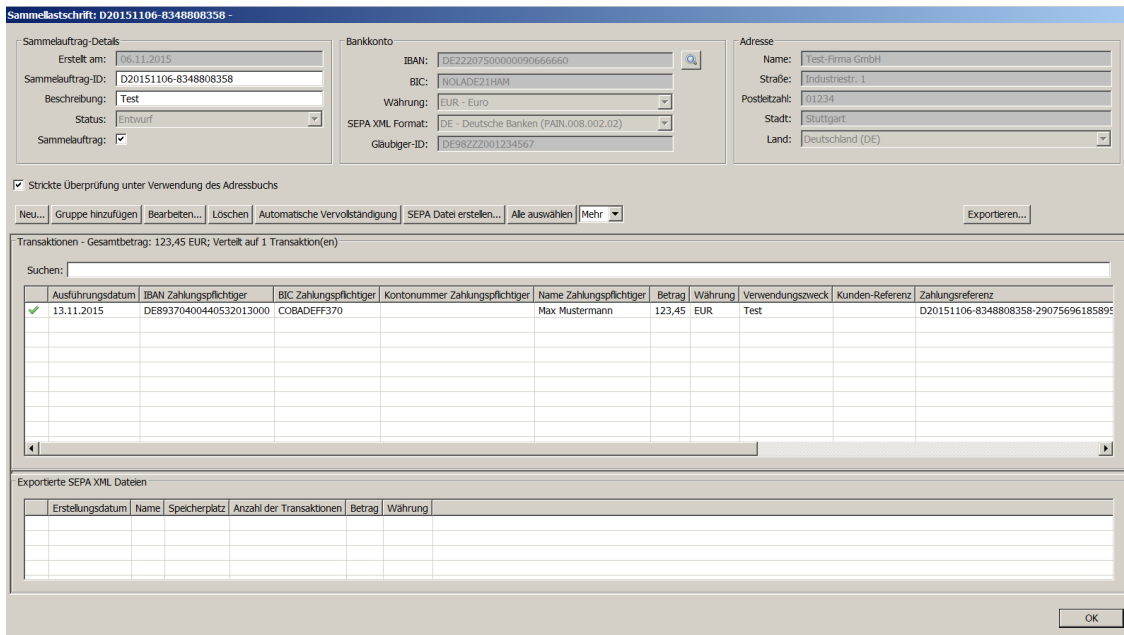 Sammellastschrift: D20151106-8348808358 -
Sammelauftrag-Details
Erstellt am: 06.11.2015
Sammelauftrag-ID: D20151106-8348808358
Beschreibung: Test
Status: Entwurf
Sammelauftrag:
Bankkonto
IBAN: DE22207500000090666660
BIC: NOLADE21HAM
Währung: EUR - Euro
SEPA XML Format: DE - Deutsche Banken (PAIN.008.002.02)
Gläubiger-ID: DE98ZZZ001234567
Adresse
Name: Test-Firma GmbH
Straße: Industriestr. 1
Postleitzahl: 01234
Stadt: Stuttgart
Land: Deutschland (DE)
Strickte Überprüfung unter Verwendung des Adressbuchs
Neu... Gruppe hinzufügen Bearbeiten... Löschen Automatische Vervollständigung SEPA Datei erstellen... Alle auswählen Mehr Exportieren...
Transaktionen - Gesamtbetrag: 123,45 EUR; Verteilt auf 1 Transaktion(en)
Suchen:
Ausführungsdatum IBAN Zahlungspflichtiger BIC Zahlungspflichtiger Kontonummer Zahlungspflichtiger Name Zahlungspflichtiger Betrag Währung Verwendungszweck Kunden-Referenz Zahlungsreferenz
13.11.2015 DE89370400440532013000 COBADEFF370 Max Mustermann 123,45 EUR Test D20151106-8348808358-29075696185895
Exportierte SEPA XML Dateien
Erstellungsdatum Name Speicherplatz Anzahl der Transaktionen Betrag Währung
OK